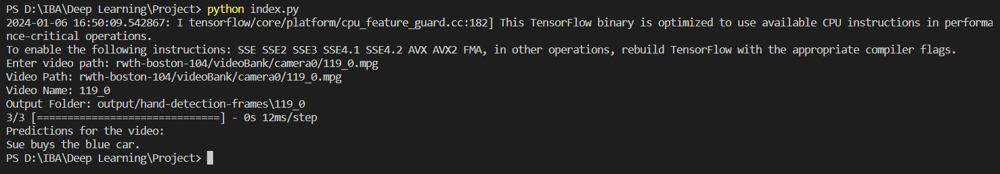 PS D:\IBA\Deep Learning\Project> python index.py
2024-01-06 16:50:09.542867: I tensorflow/core/platform/cpu_feature_guard.cc:182] This TensorFlow binary is optimized to use available CPU instructions in performa
nce-critical operations.
To enable the following instructions: SSE SSE2 SSE3 SSE4.1 SSE4.2 AVX AVX2 FMA, in other operations, rebuild TensorFlow with the appropriate compiler flags.
Enter video path: rwth-boston-104/videoBank/camera0/119_0.mpg
Video Path: rwth-boston-104/videoBank/camera0/119_0.mpg
Video Name: 119_0
Output Folder: output/hand-detection-frames\119_0
3/3 [==============================] - 0s 12ms/step
Predictions for the video:
Sue buys the blue car.
PS D:\IBA\Deep Learning\Project>